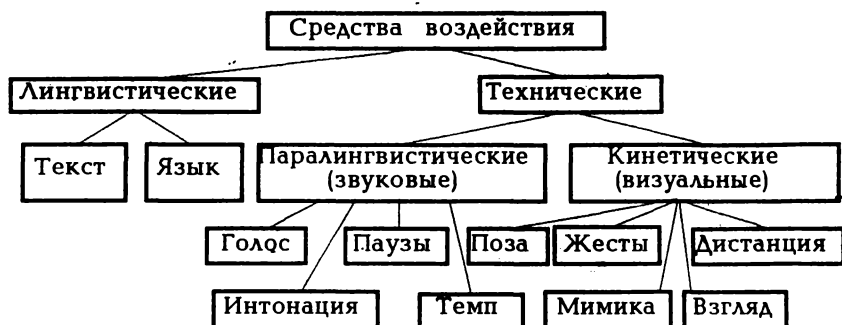 Средства воздействия
Лингвистические
Технические
Текст
Язык
Паралингвистические
(звуковые)
Кинетические
(визуальные)
Голос
Паузы
Поза
Жесты
Дистанция
Интонация
Темп
Мимика
Взгляд